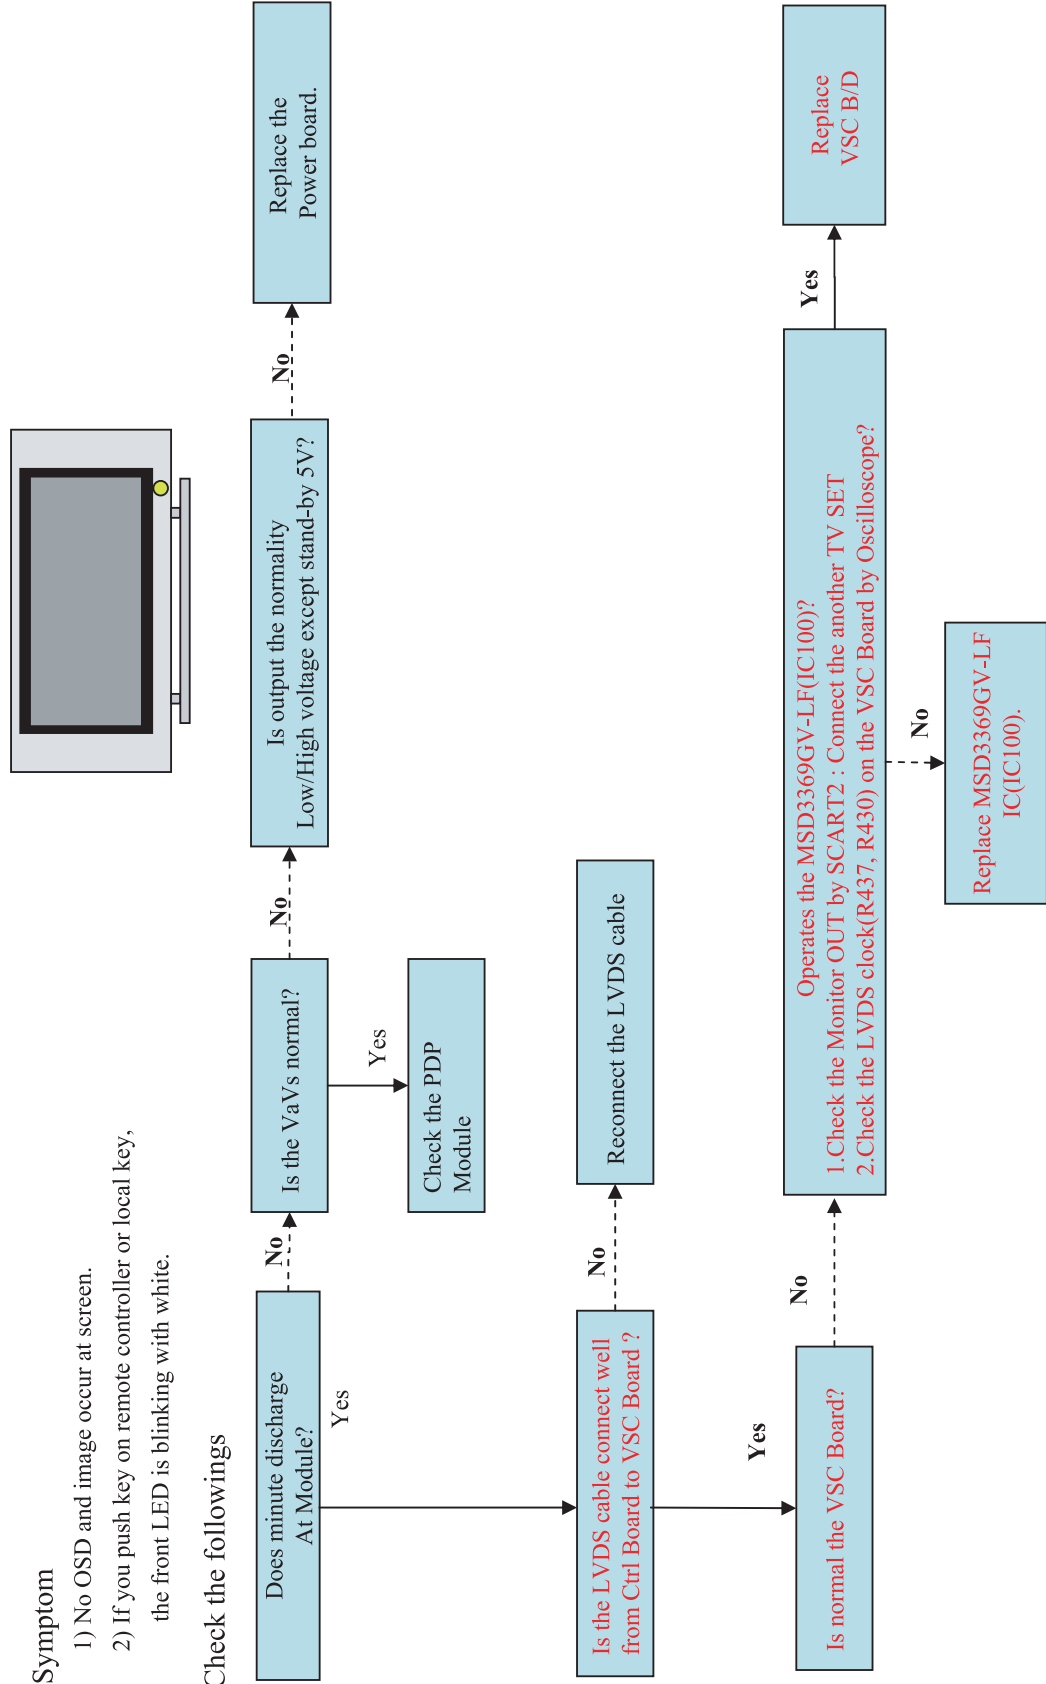 Symptom
1) No OSD and image occur at screen.
2) If you push key on remote controller or local key,
the front LED is blinking with white.
Check the followings
Does minute discharge
At Module?
No
Is the VaVs normal?
No
Is output the normality
Low/High voltage except stand-by 5V?
No
Replace the
Power board.
Yes
Yes
Check the PDP
Module
Is the LVDS cable connect well
from Ctrl Board to VSC Board ?
No
Reconnect the LVDS cable
Yes
Is normal the VSC Board?
No
Operates the MSD3369GV-LF(IC100)?
1.Check the Monitor OUT by SCART2 : Connect the another TV SET
2.Check the LVDS clock(R437, R430) on the VSC Board by Oscilloscope?
Yes
Replace
VSC B/D
No
Replace MSD3369GV-LF
IC(IC100).